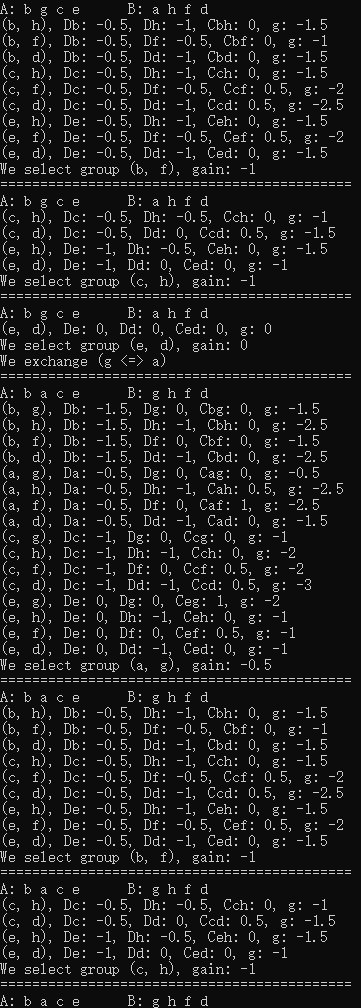 A: b g c e     B: a h f d
(b, h), Db: -0.5, Dh: -1, Cbh: 0, g: -1.5
(b, f), Db: -0.5, Df: -0.5, Cbf: 0, g: -1
(b, d), Db: -0.5, Dd: -1, Cbd: 0, g: -1.5
(c, h), Dc: -0.5, Dh: -1, Cch: 0, g: -1.5
(c, f), Dc: -0.5, Df: -0.5, Ccf: 0.5, g: -2
(c, d), Dc: -0.5, Dd: -1, Ccd: 0.5, g: -2.5
(e, h), De: -0.5, Dh: -1, Ceh: 0, g: -1.5
(e, f), De: -0.5, Df: -0.5, Cef: 0.5, g: -2
(e, d), De: -0.5, Dd: -1, Ced: 0, g: -1.5
We select group (b, f), gain: -1
============================================
A: b g c e     B: a h f d
(c, h), Dc: -0.5, Dh: -0.5, Cch: 0, g: -1
(c, d), Dc: -0.5, Dd: 0, Ccd: 0.5, g: -1.5
(e, h), De: -1, Dh: -0.5, Ceh: 0, g: -1.5
(e, d), De: -1, Dd: 0, Ced: 0, g: -1
We select group (c, h), gain: -1
============================================
A: b g c e     B: a h f d
(e, d), De: 0, Dd: 0, Ced: 0, g: 0
We select group (e, d), gain: 0
We exchange (g <=> a)
============================================
A: b a c e     B: g h f d
(b, g), Db: -1.5, Dg: 0, Cbg: 0, g: -1.5
(b, h), Db: -1.5, Dh: -1, Cbh: 0, g: -2.5
(b, f), Db: -1.5, Df: 0, Cbf: 0, g: -1.5
(b, d), Db: -1.5, Dd: -1, Cbd: 0, g: -2.5
(a, g), Da: -0.5, Dg: 0, Cag: 0, g: -0.5
(a, h), Da: -0.5, Dh: -1, Cah: 0.5, g: -2.5
(a, f), Da: -0.5, Df: 0, Caf: 1, g: -2.5
(a, d), Da: -0.5, Dd: -1, Cad: 0, g: -1.5
(c, g), Dc: -1, Dg: 0, Ccg: 0, g: -1
(c, h), Dc: -1, Dh: -1, Cch: 0, g: -2
(c, f), Dc: -1, Df: 0, Ccf: 0.5, g: -2
(c, d), Dc: -1, Dd: -1, Ccd: 0.5, g: -3
(e, g), De: 0, Dg: 0, Ceg: 1, g: -2
(e, h), De: 0, Dh: -1, Ceh: 0, g: -1
(e, f), De: 0, Df: 0, Cef: 0.5, g: -1
(e, d), De: 0, Dd: -1, Ced: 0, g: -1
We select group (a, g), gain: -0.5
============================================
A: b a c e     B: g h f d
(b, h), Db: -0.5, Dh: -1, Cbh: 0, g: -1.5
(b, f), Db: -0.5, Df: -0.5, Cbf: 0, g: -1
(b, d), Db: -0.5, Dd: -1, Cbd: 0, g: -1.5
(c, h), Dc: -0.5, Dh: -1, Cch: 0, g: -1.5
(c, f), Dc: -0.5, Df: -0.5, Ccf: 0.5, g: -2
(c, d), Dc: -0.5, Dd: -1, Ccd: 0.5, g: -2.5
(e, h), De: -0.5, Dh: -1, Ceh: 0, g: -1.5
(e, f), De: -0.5, Df: -0.5, Cef: 0.5, g: -2
(e, d), De: -0.5, Dd: -1, Ced: 0, g: -1.5
We select group (b, f), gain: -1
============================================
A: b a c e     B: g h f d
(c, h), Dc: -0.5, Dh: -0.5, Cch: 0, g: -1
(c, d), Dc: -0.5, Dd: 0, Ccd: 0.5, g: -1.5
(e, h), De: -1, Dh: -0.5, Ceh: 0, g: -1.5
(e, d), De: -1, Dd: 0, Ced: 0, g: -1
We select group (c, h), gain: -1
============================================
A: b a c e     B: g h f d